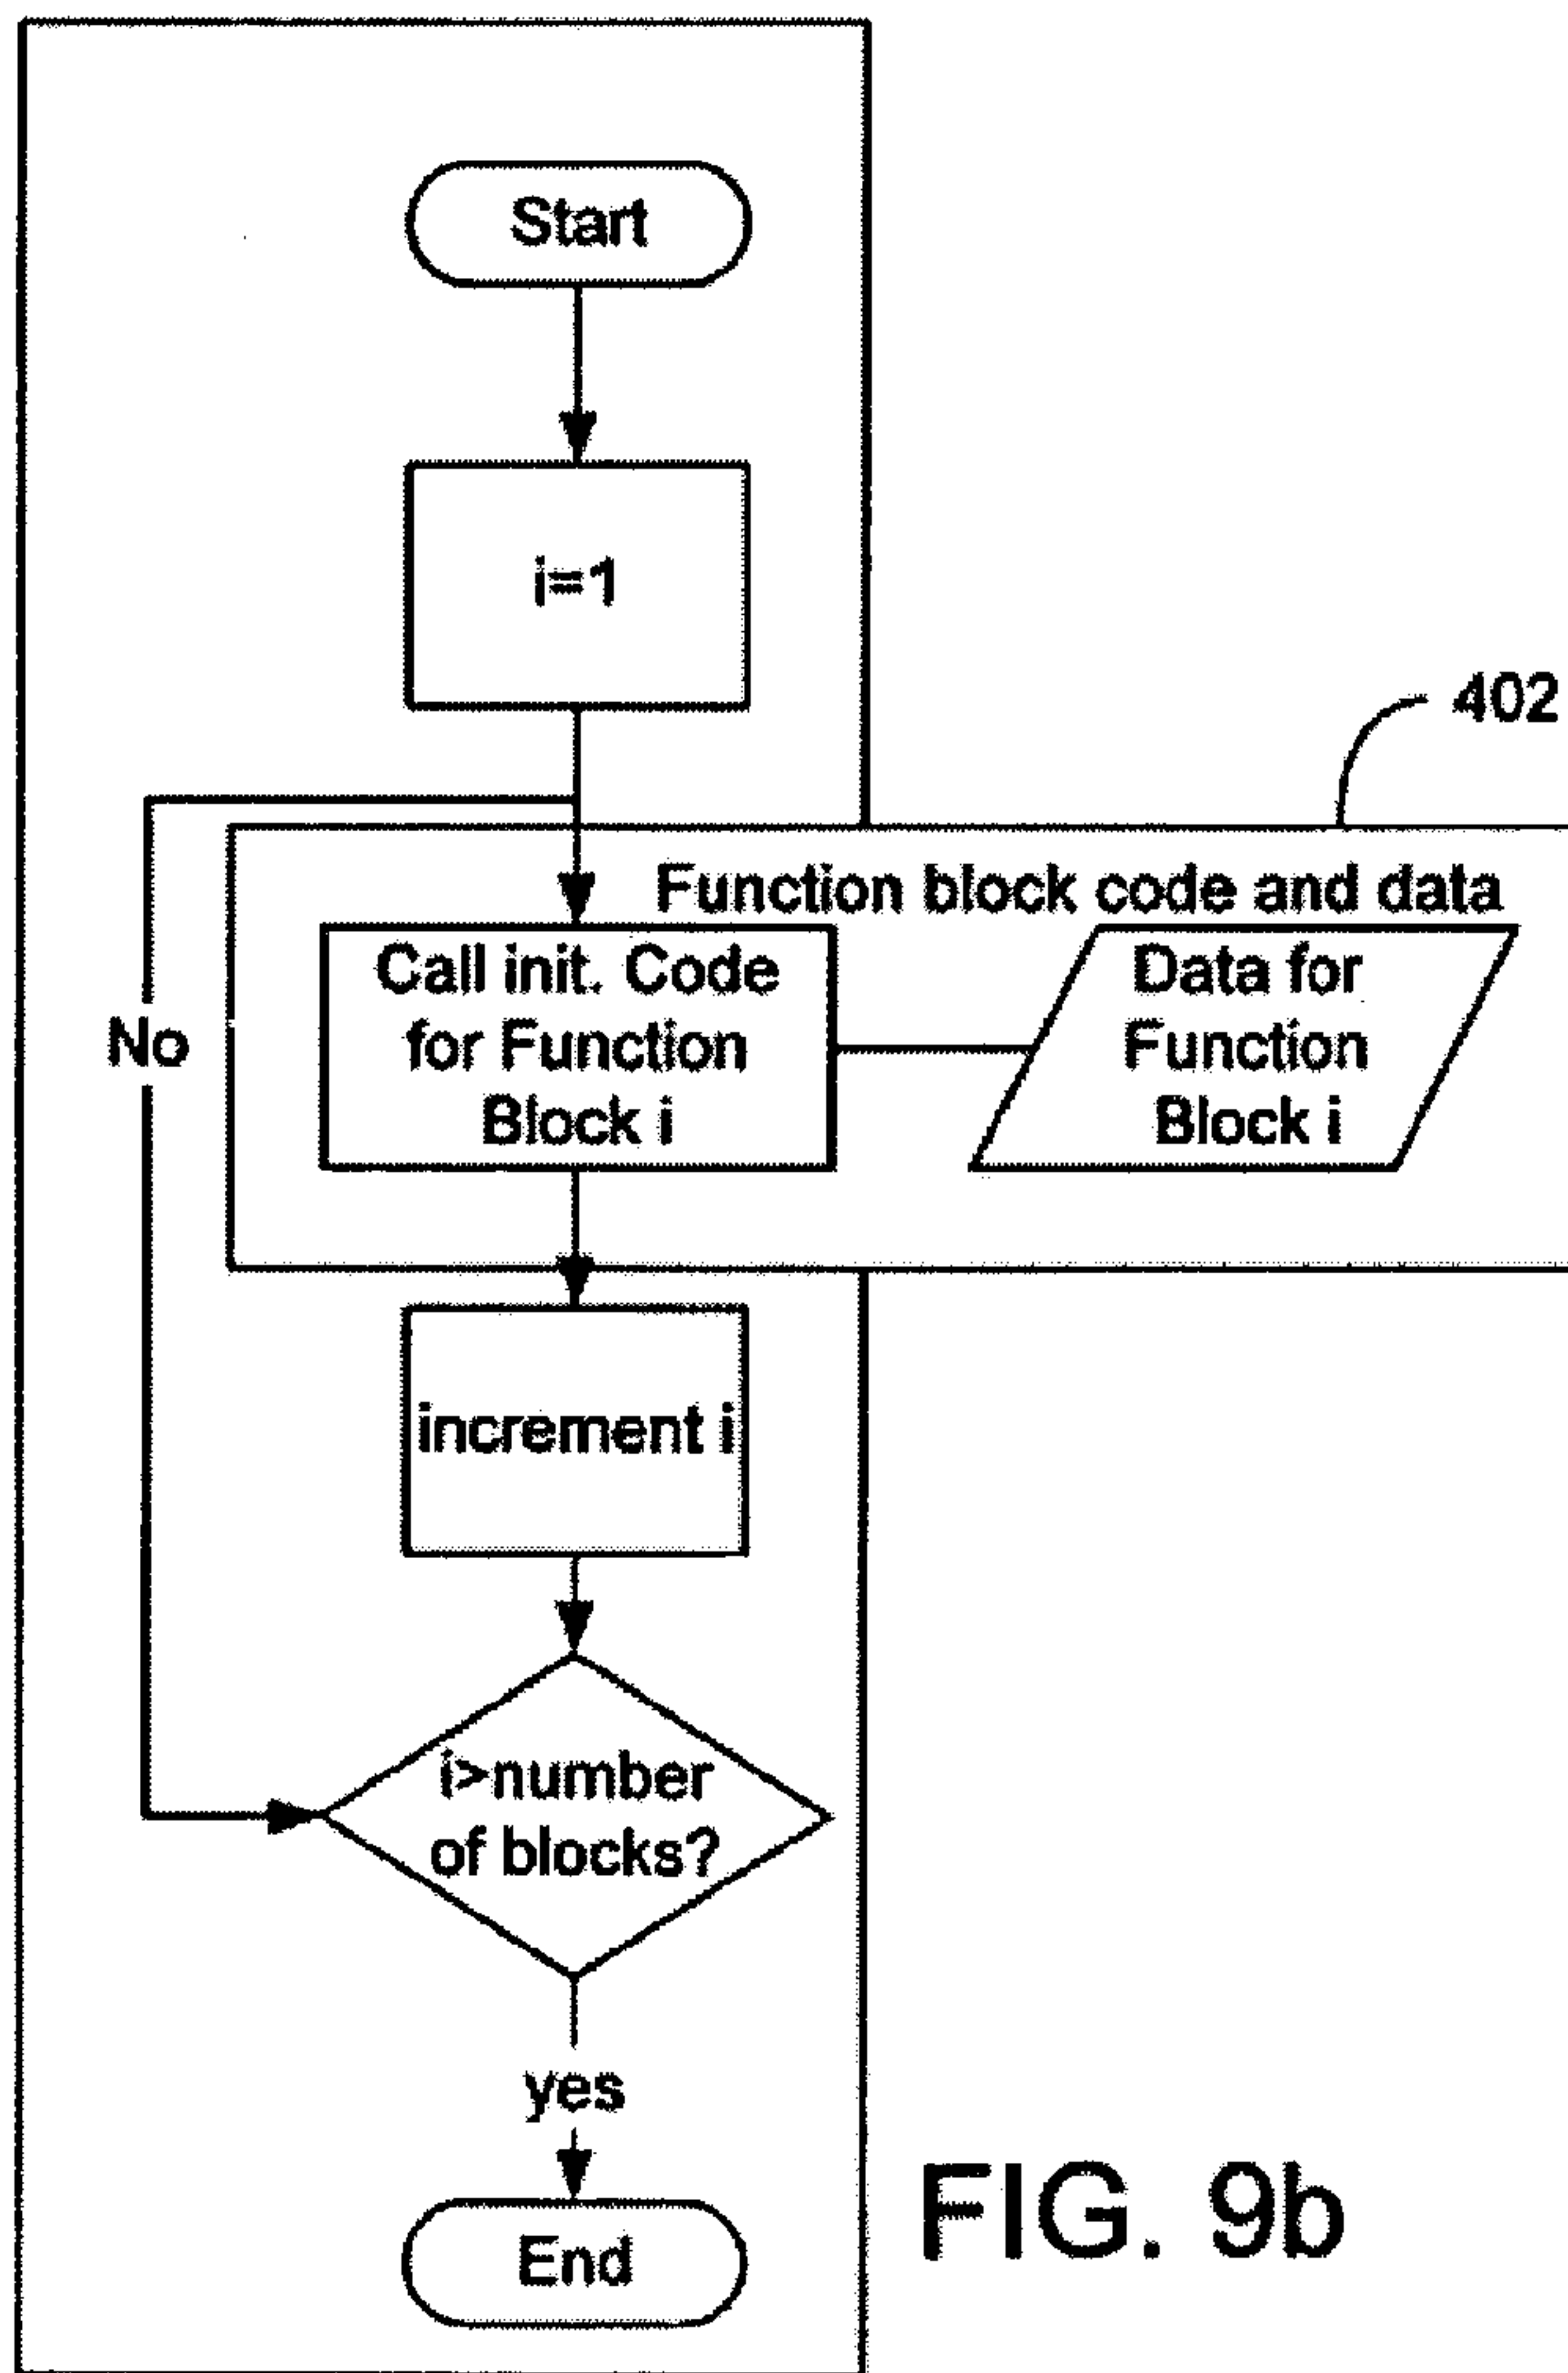 Start
i=1
402
Function block code and data
Call init. Code
for Function
Block i
Data for
Function
Block i
No
increment i
i>number
of blocks?
yes
End
FIG. 9b